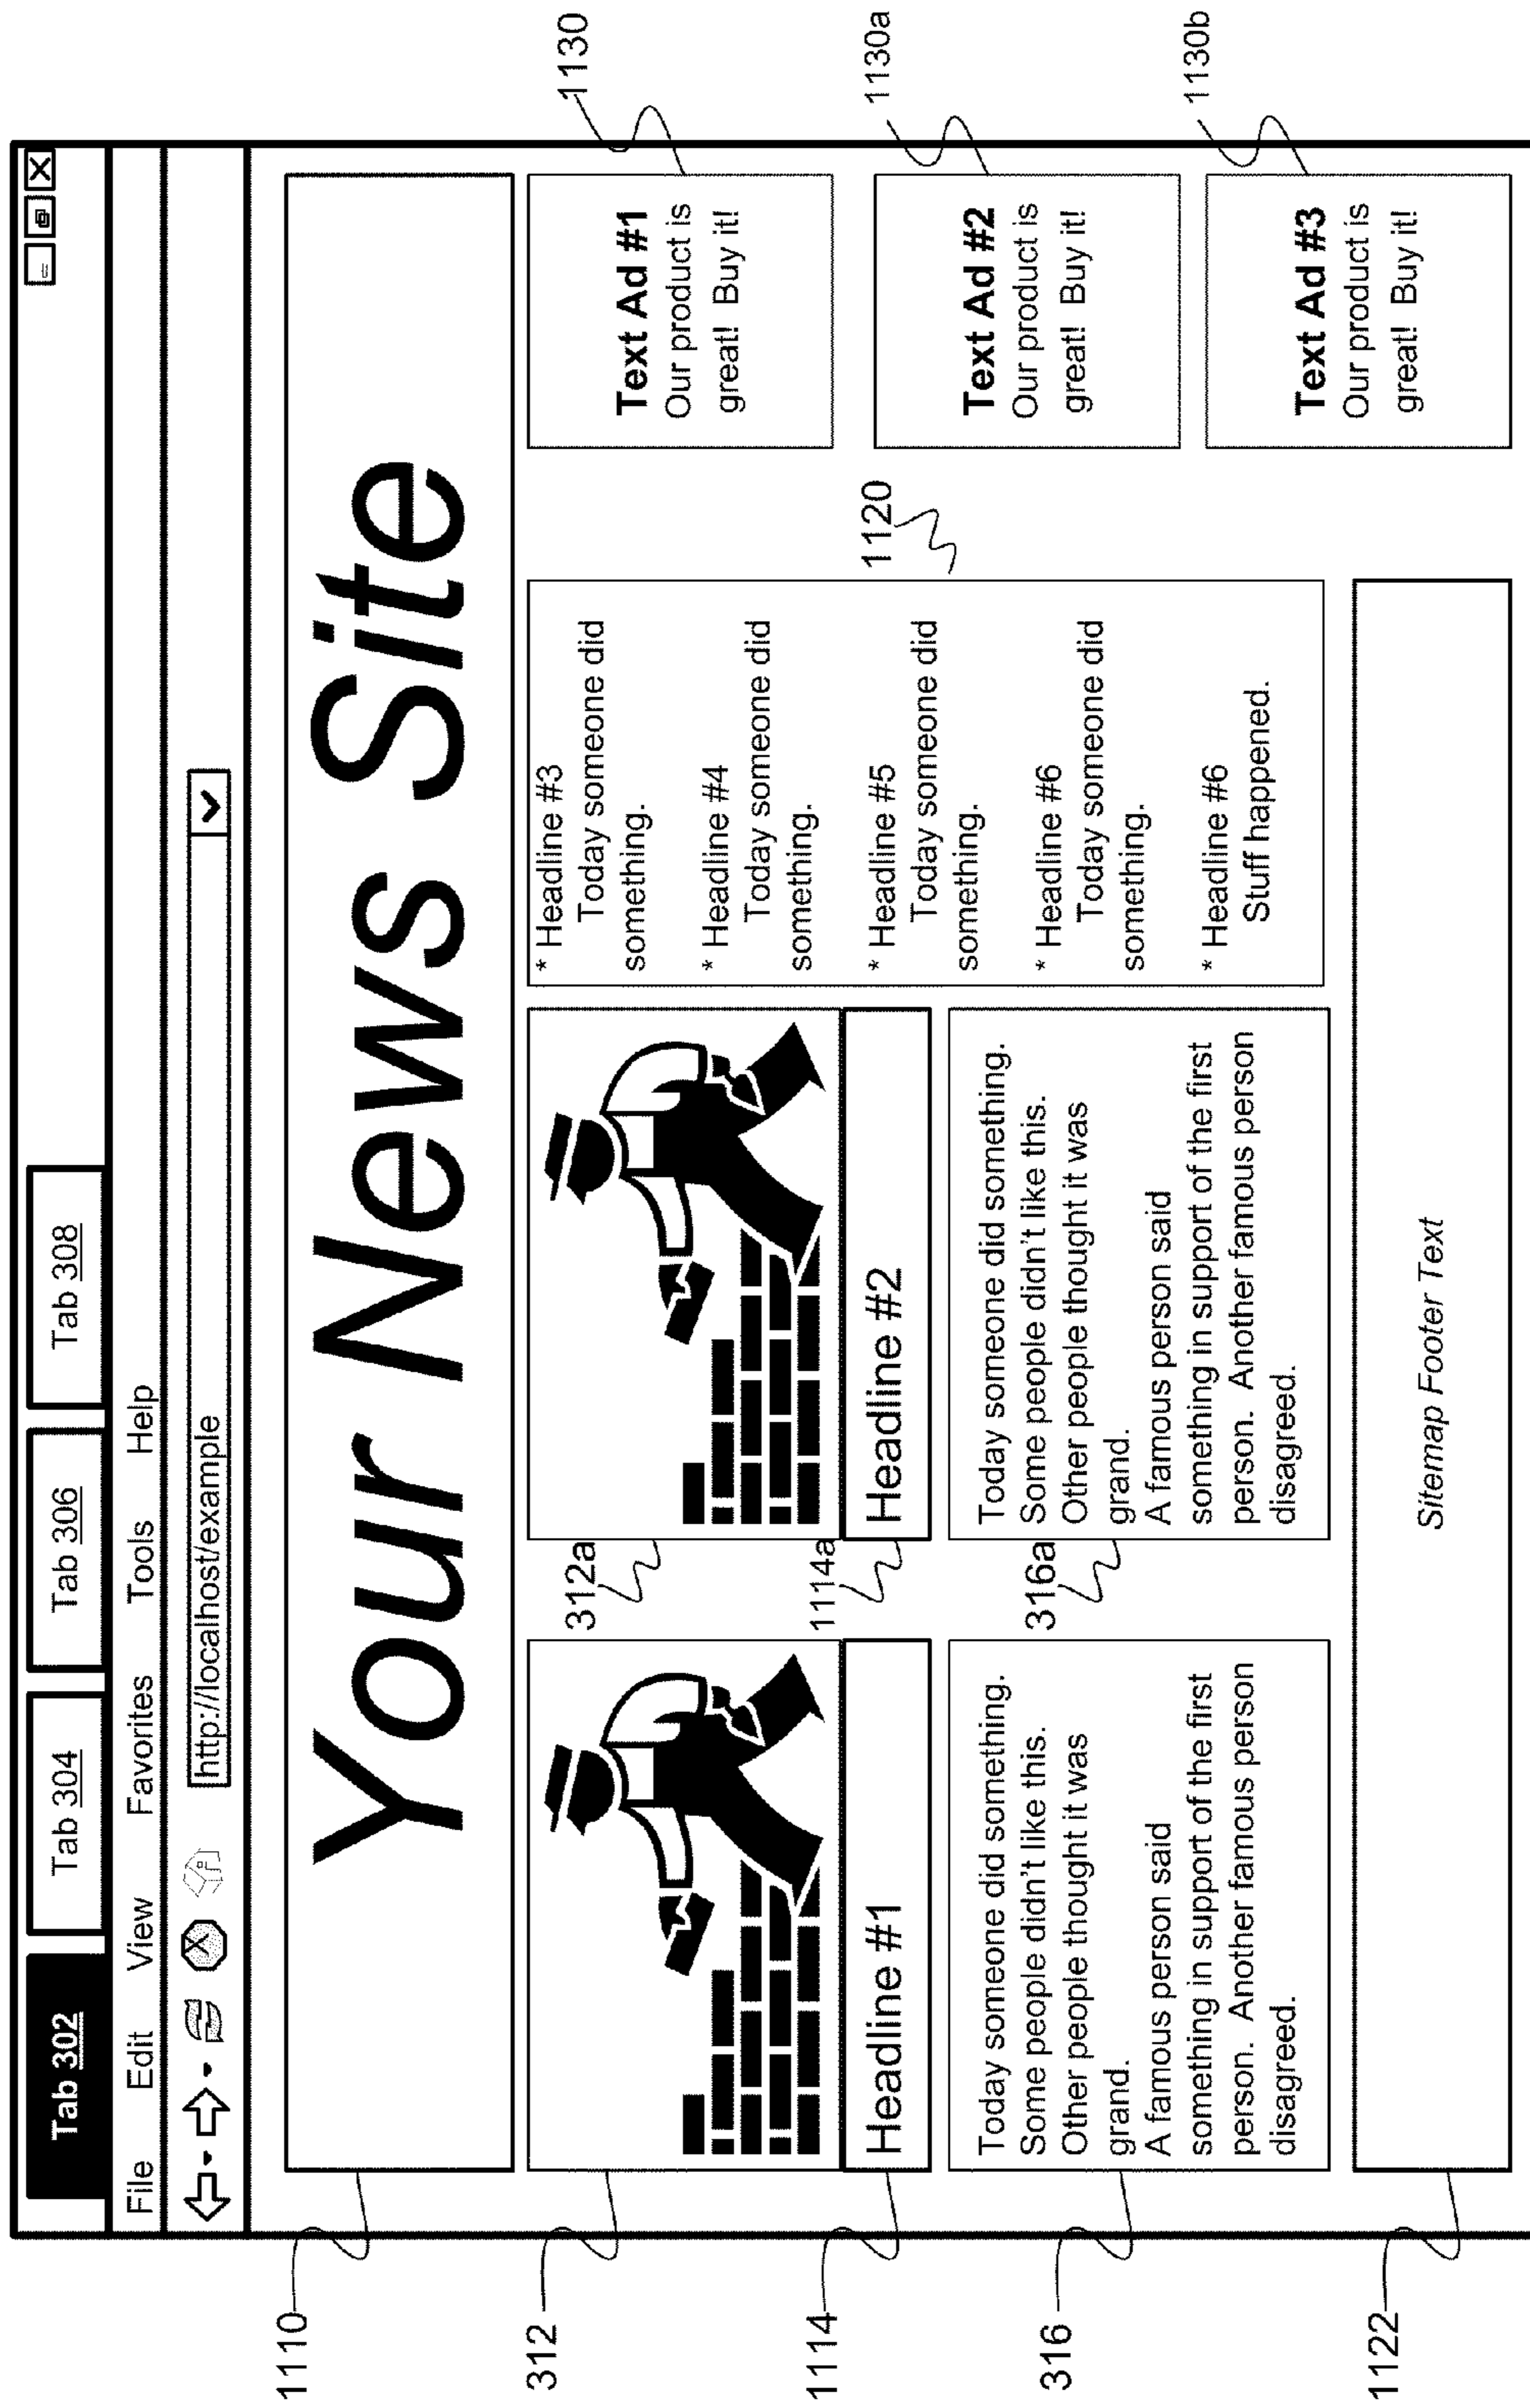 Tab 302
Tab 304
Tab 306
Tab 308
File Edit View Favorites Tools Help
http://localhost/example
1110
Your News Site
312
312a
1114
Headline #1
1114a
Headline #2
316
Today someone did something.
Some people didn't like this.
Other people thought it was
grand.
A famous person said
something in support of the first
person. Another famous person
disagreed.
316a
Today someone did something.
Some people didn't like this.
Other people thought it was
grand.
A famous person said
something in support of the first
person. Another famous person
disagreed.
* Headline #3
Today someone did
something.
* Headline #4
Today someone did
something.
* Headline #5
Today someone did
something.
* Headline #6
Today someone did
something.
* Headline #6
Stuff happened.
1120
Text Ad #1
Our product is
great! Buy it!
1130
Text Ad #2
Our product is
great! Buy it!
1130a
Text Ad #3
Our product is
great! Buy it!
1130b
1122
Sitemap Footer Text